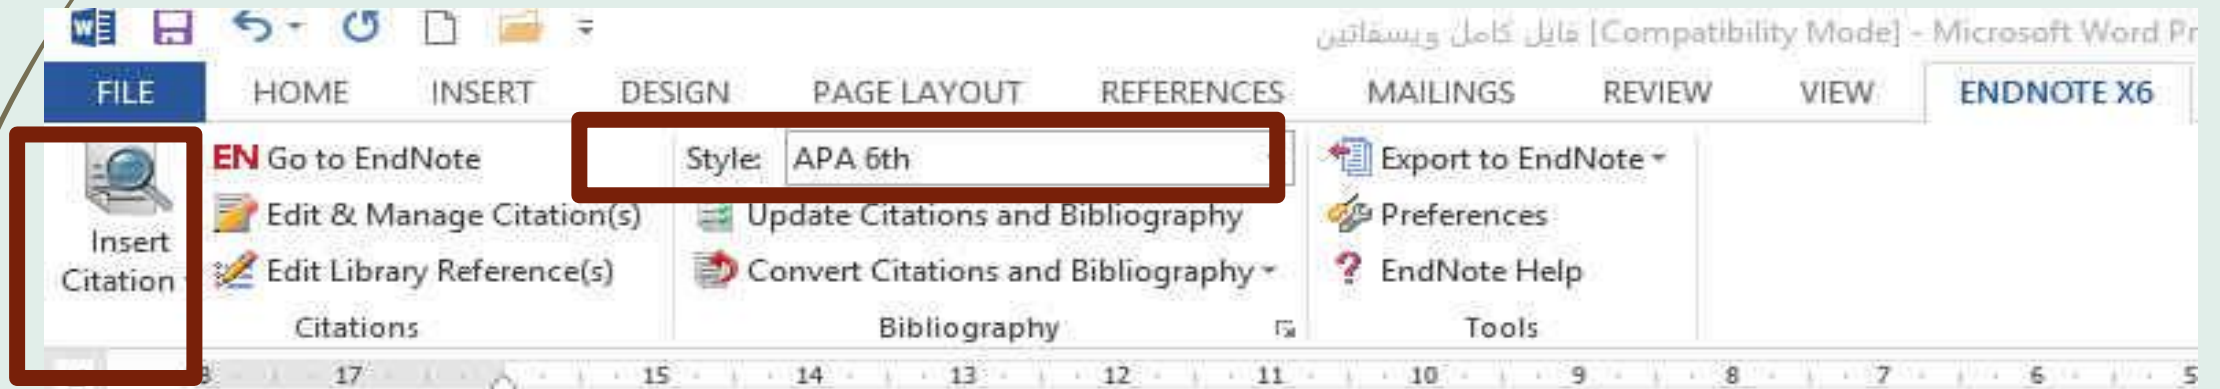 فایل کامل ویسفاتین [Compatibility Mode] - Microsoft Word Pr
FILE HOME INSERT DESIGN PAGE LAYOUT REFERENCES MAILINGS REVIEW VIEW ENDNOTE X6
Insert Citation
EN Go to EndNote
Edit & Manage Citation(s)
Edit Library Reference(s)
Citations
Style: APA 6th
Update Citations and Bibliography
Convert Citations and Bibliography
Bibliography
Export to EndNote
Preferences
? EndNote Help
Tools
17 15 14 13 12 11 10 9 8 7 6 5